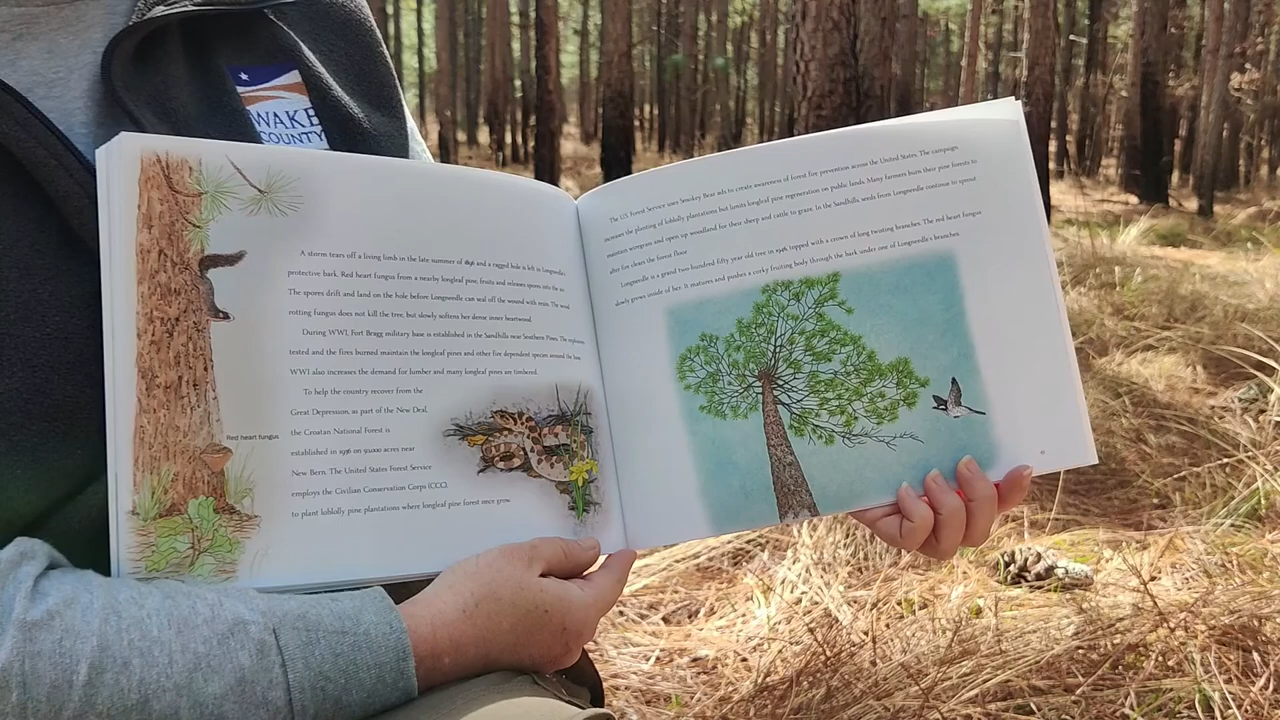 WAKE
COUNTY
A storm tears off a living limb in the late summer of 1896 and a ragged hole is left in Longneedle's
protective bark. Red heart fungus from a nearby longleaf pine, fruits and releases spores into the air.
The spores drift and land on the hole before Longneedle can seal off the wound with resin. The wood
rotting fungus does not kill the tree, but slowly softens her dense inner heartwood.
During WWI, Fort Bragg military base is established in the Sandhills near Southern Pines. The explosives
tested and the fires burned maintain the longleaf pines and other fire dependent species around the base.
WWI also increases the demand for lumber and many longleaf pines are timbered.
To help the country recover from the
Great Depression, as part of the New Deal,
the Croatan National Forest is
established in 1936 on 50,000 acres near
New Bern. The United States Forest Service
employs the Civilian Conservation Corps (CCC),
to plant loblolly pine plantations where longleaf pine forest once grew.
Red heart fungus
The U.S. Forest Service uses Smokey Bear ads to create awareness of forest fire prevention across the United States. The campaign
increases the planting of loblolly plantations but limits longleaf pine regeneration on public lands. Many farmers burn their pine forests to
maintain wiregrass and open up woodland for their sheep and cattle to graze. In the Sandhills, seeds from Longneedle continue to sprout
after fire clears the forest floor.
Longneedle is a grand two-hundred fifty year old tree in 1946, topped with a crown of long twisting branches. The red heart fungus
slowly grows inside of her. It matures and pushes a corky fruiting body through the bark under one of Longneedle's branches.